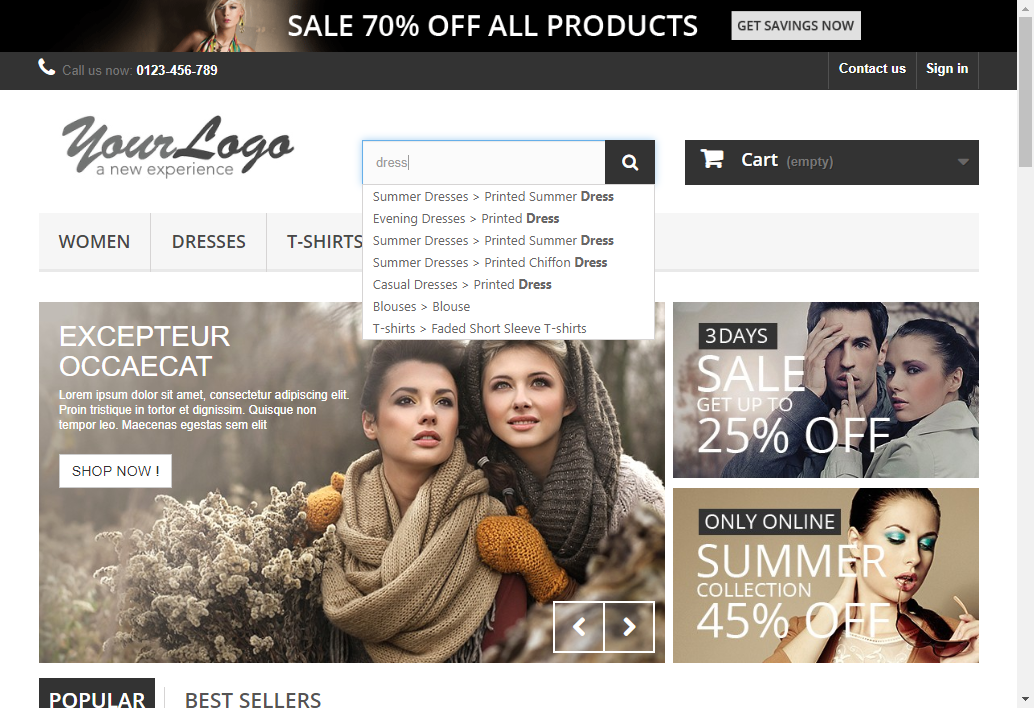 SALE 70% OFF ALL PRODUCTS
GET SAVINGS NOW
Call us now: 0123-456-789
Contact us
Sign in
YourLogo
a new experience
dress
Cart (empty)
Summer Dresses > Printed Summer Dress
Evening Dresses > Printed Dress
Summer Dresses > Printed Summer Dress
Summer Dresses > Printed Chiffon Dress
Casual Dresses > Printed Dress
Blouses > Blouse
T-shirts > Faded Short Sleeve T-shirts
WOMEN
DRESSES
T-SHIRTS
EXCEPTEUR
OCCAECAT
Lorem ipsum dolor sit amet, consectetur adipiscing elit.
Proin tristique in tortor et dignissim. Quisque non
tempor leo. Maecenas egestas sem elit
SHOP NOW !
3 DAYS
SALE
GET UP TO
25% OFF
ONLY ONLINE
SUMMER
COLLECTION
45% OFF
POPULAR
BEST SELLERS